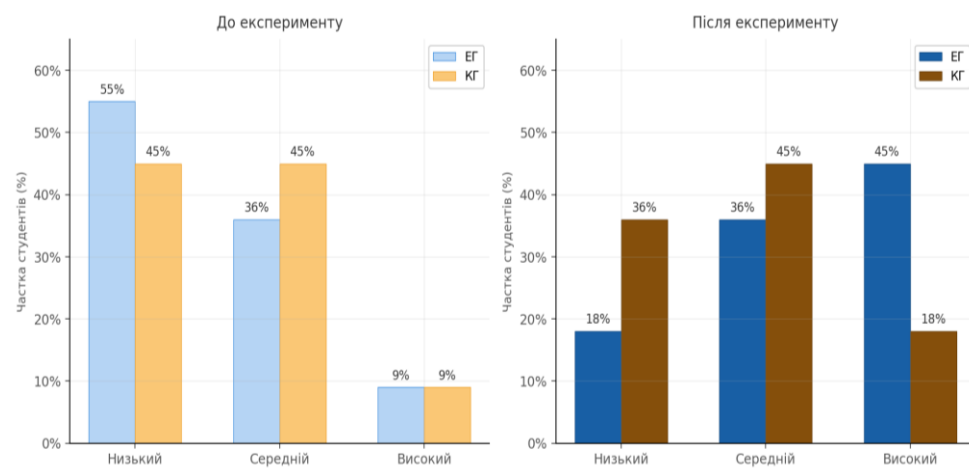 До експерименту
ЕГ
КГ
Частка студентів (%)
60%
50%
40%
30%
20%
10%
0%
55%
45%
36%
45%
9%
9%
Низький
Середній
Високий
Після експерименту
ЕГ
КГ
Частка студентів (%)
60%
50%
40%
30%
20%
10%
0%
18%
36%
36%
45%
45%
18%
Низький
Середній
Високий